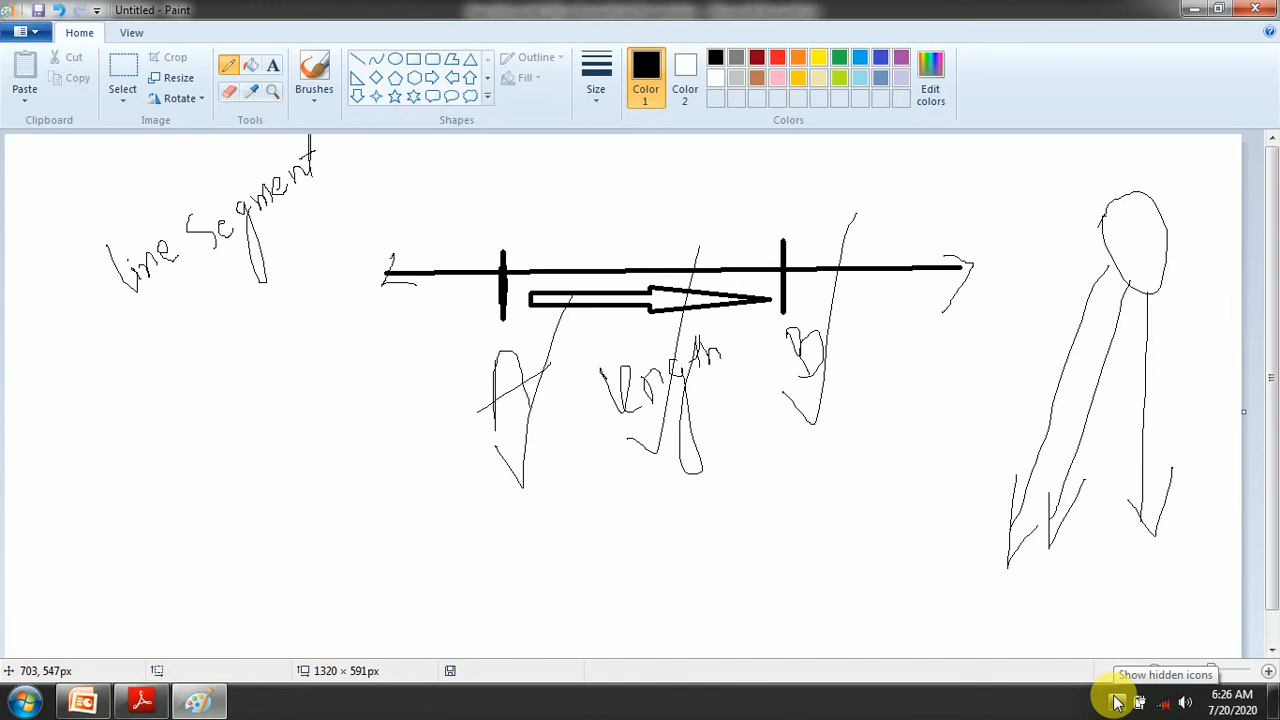 Untitled - Paint
Home
View
Paste
Cut
Copy
Clipboard
Select
Crop
Resize
Rotate
Image
Tools
Brushes
Shapes
Outline
Fill
Size
Color 1
Color 2
Edit colors
Colors
line Segment
A
length
B
703, 547px
1320 × 591px
Show hidden icons
6:26 AM
7/20/2020